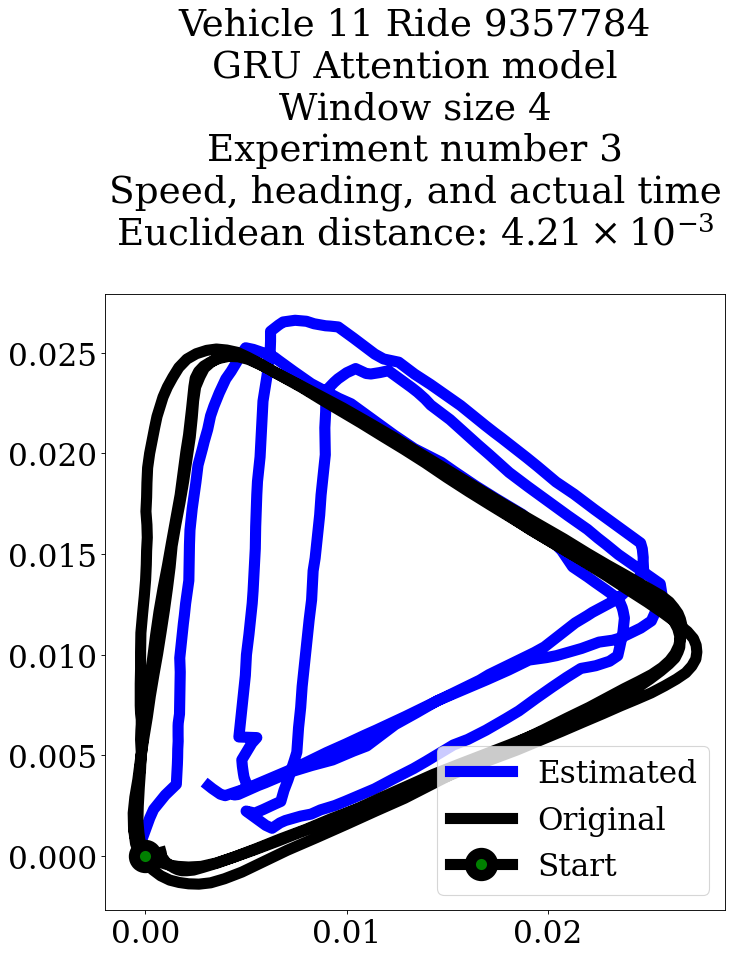 Vehicle 11 Ride 9357784
GRU Attention model
Window size 4
Experiment number 3
Speed, heading, and actual time
Euclidean distance: 4.21 × 10⁻³
0.025
0.020
0.015
0.010
0.005
0.000
Estimated
Original
Start
0.00 0.01 0.02